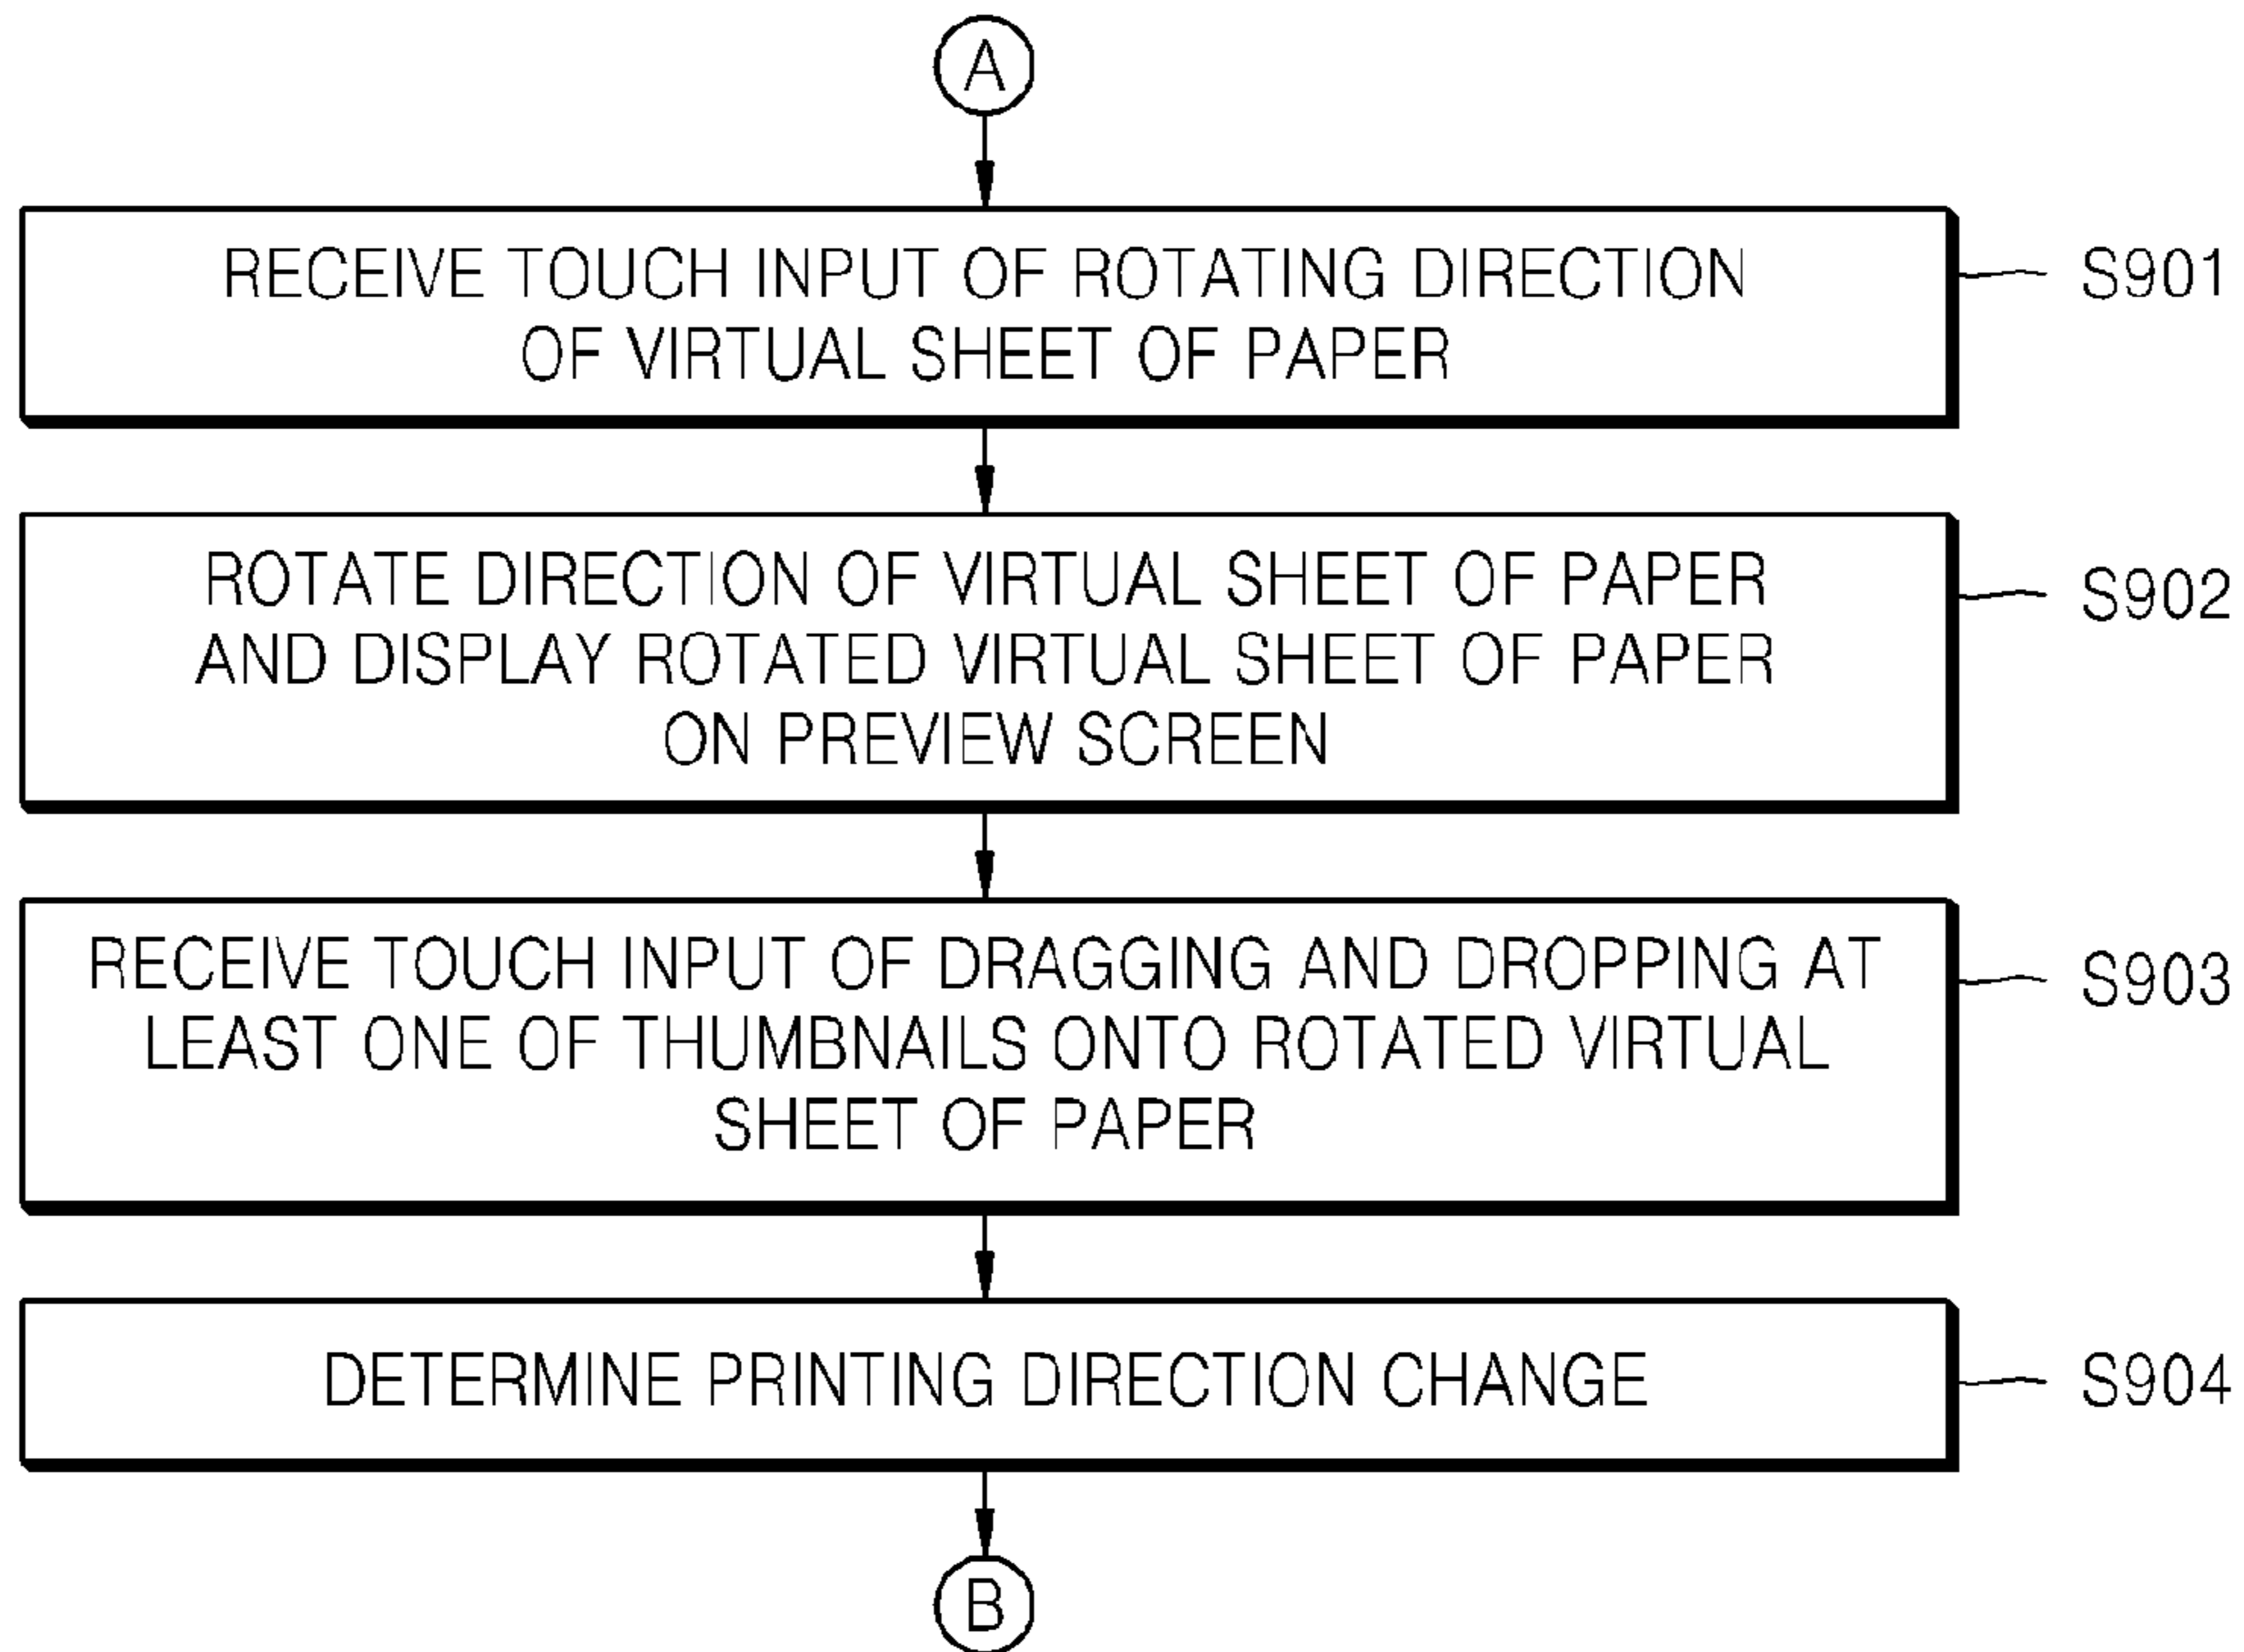 A
RECEIVE TOUCH INPUT OF ROTATING DIRECTION
OF VIRTUAL SHEET OF PAPER
S901
ROTATE DIRECTION OF VIRTUAL SHEET OF PAPER
AND DISPLAY ROTATED VIRTUAL SHEET OF PAPER
ON PREVIEW SCREEN
S902
RECEIVE TOUCH INPUT OF DRAGGING AND DROPPING AT
LEAST ONE OF THUMBNAILS ONTO ROTATED VIRTUAL
SHEET OF PAPER
S903
DETERMINE PRINTING DIRECTION CHANGE
S904
B